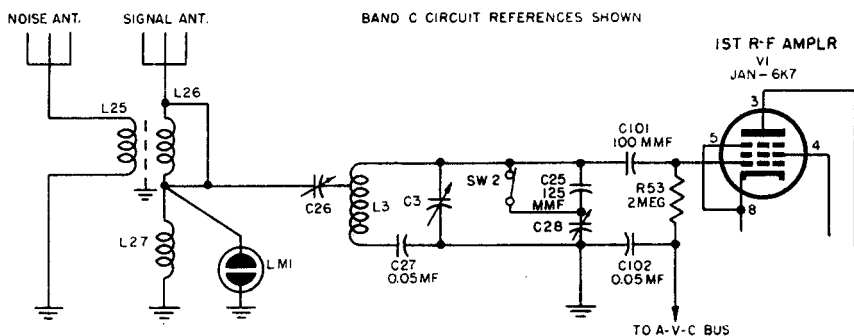 BAND C CIRCUIT REFERENCES SHOWN
NOISE ANT.
SIGNAL ANT.
1ST R-F AMPLR
V1
JAN-6K7
L25
L26
L27
LM1
C26
L3
C3
C27
0.05MF
SW2
C25
125
MMF
C28
C101
100 MMF
R53
2MEG
C102
0.05MF
TO A-V-C BUS
3
5
4
8